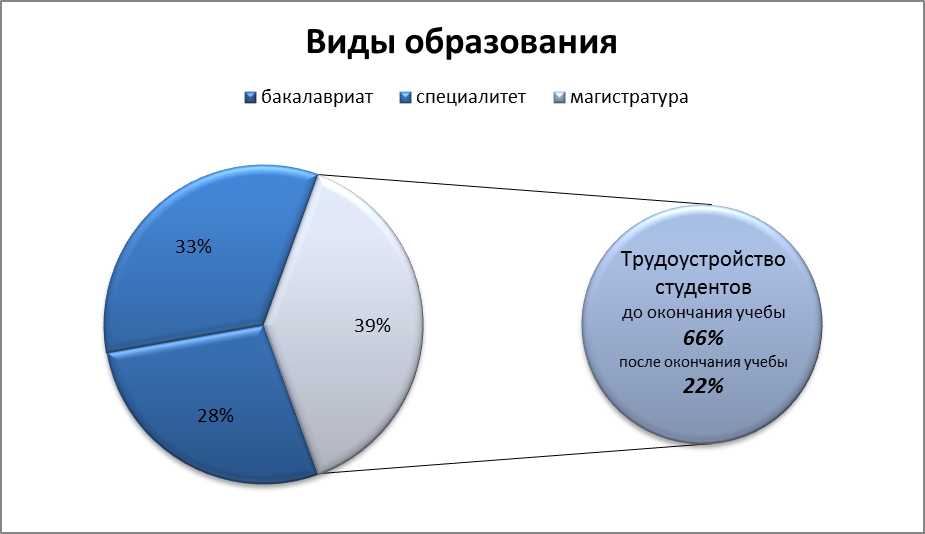 Виды образования
бакалавриат специалитет магистратура
33%
39%
28%
Трудоустройство
студентов
до окончания учебы
66%
после окончания учебы
22%